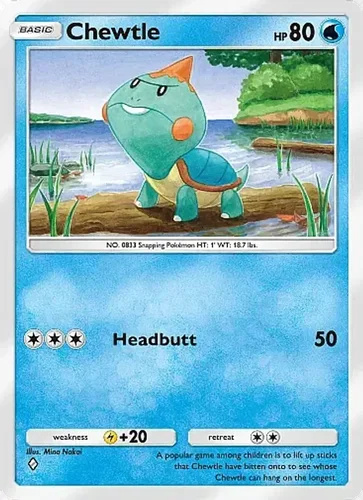 BASIC Chewtle HP 80
NO. 0833 Snapping Pokémon HT: 1' WT: 18.7 lbs.
Headbutt 50
weakness +20 retreat
Illus. Mina Nakai
A popular game among children is to lift up sticks
that Chewtle have bitten onto to see whose
Chewtle can hang on the longest.